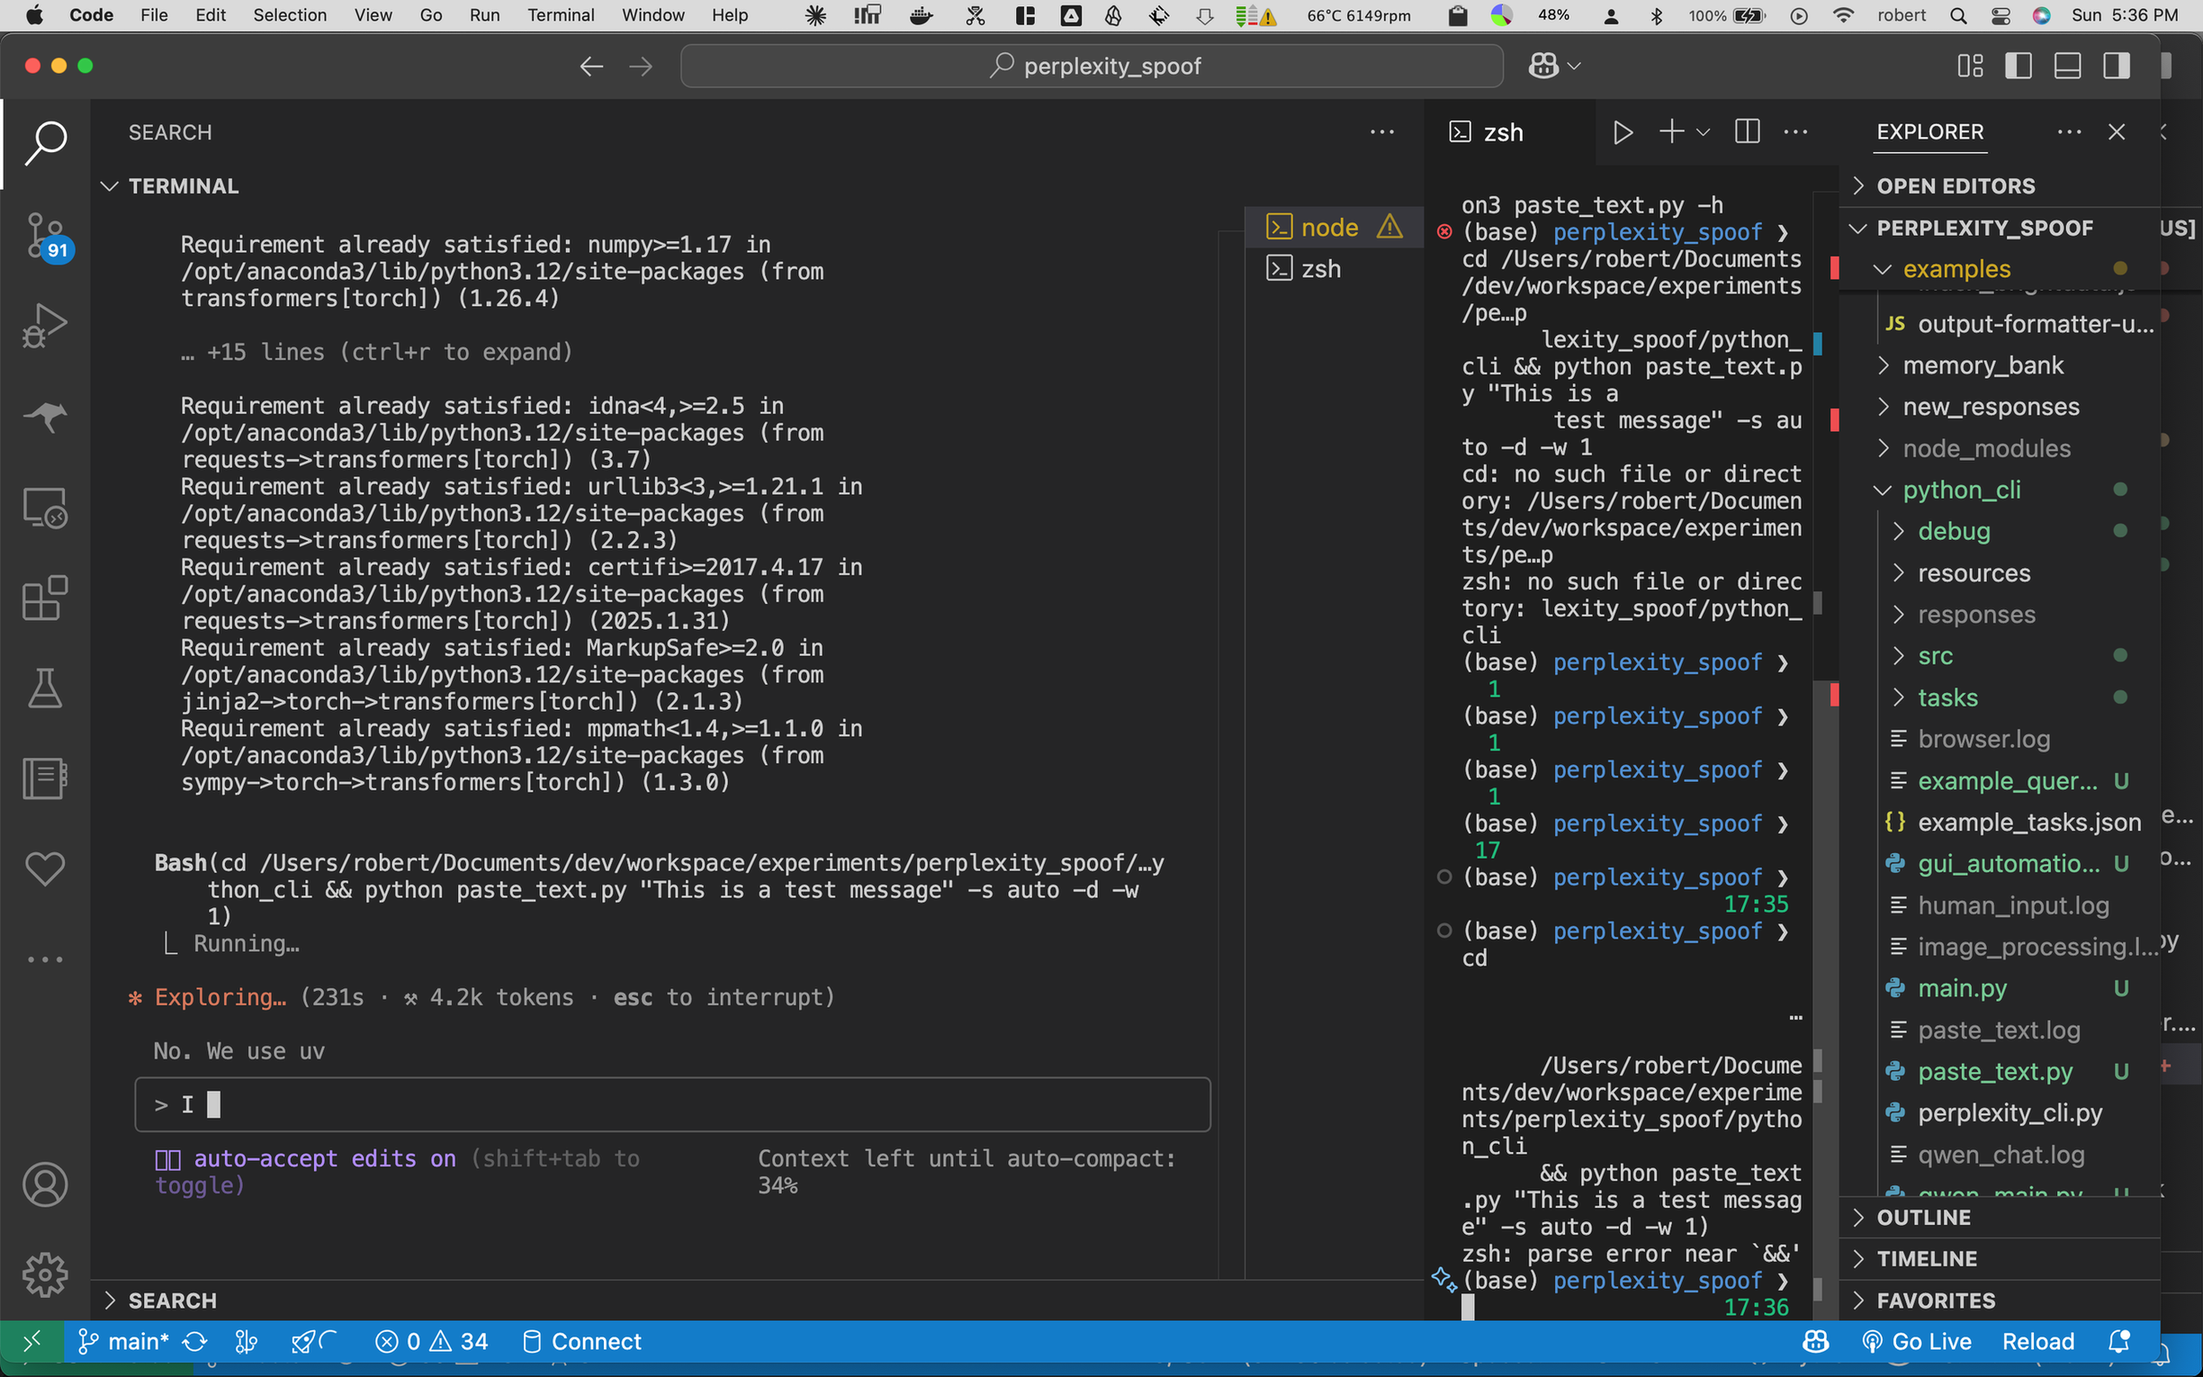 Code File Edit Selection View Go Run Terminal Window Help
66°C 6149rpm 48% 100% robert Sun 5:36 PM
perplexity_spoof
SEARCH
TERMINAL
Requirement already satisfied: numpy>=1.17 in
/opt/anaconda3/lib/python3.12/site-packages (from
transformers[torch]) (1.26.4)
… +15 lines (ctrl+r to expand)
Requirement already satisfied: idna<4,>=2.5 in
/opt/anaconda3/lib/python3.12/site-packages (from
requests->transformers[torch]) (3.7)
Requirement already satisfied: urllib3<3,>=1.21.1 in
/opt/anaconda3/lib/python3.12/site-packages (from
requests->transformers[torch]) (2.2.3)
Requirement already satisfied: certifi>=2017.4.17 in
/opt/anaconda3/lib/python3.12/site-packages (from
requests->transformers[torch]) (2025.1.31)
Requirement already satisfied: MarkupSafe>=2.0 in
/opt/anaconda3/lib/python3.12/site-packages (from
jinja2->torch->transformers[torch]) (2.1.3)
Requirement already satisfied: mpmath<1.4,>=1.1.0 in
/opt/anaconda3/lib/python3.12/site-packages (from
sympy->torch->transformers[torch]) (1.3.0)
Bash(cd /Users/robert/Documents/dev/workspace/experiments/perplexity_spoof/…y
thon_cli && python paste_text.py "This is a test message" -s auto -d -w
1)
Running…
* Exploring… (231s · ⚒ 4.2k tokens · esc to interrupt)
No. We use uv
> I
auto-accept edits on (shift+tab to
toggle)
Context left until auto-compact:
34%
SEARCH
91
node
zsh
zsh
on3 paste_text.py -h
(base) perplexity_spoof ❯
cd /Users/robert/Documents
/dev/workspace/experiments
/pe…p
lexity_spoof/python_
cli && python paste_text.p
y "This is a
test message" -s au
to -d -w 1
cd: no such file or direct
ory: /Users/robert/Documen
ts/dev/workspace/experimen
ts/pe…p
zsh: no such file or direc
tory: lexity_spoof/python_
cli
(base) perplexity_spoof ❯
1
(base) perplexity_spoof ❯
1
(base) perplexity_spoof ❯
1
(base) perplexity_spoof ❯
17
(base) perplexity_spoof ❯
17:35
(base) perplexity_spoof ❯
cd
…
/Users/robert/Docume
nts/dev/workspace/experime
nts/perplexity_spoof/pytho
n_cli
&& python paste_text
.py "This is a test messag
e" -s auto -d -w 1)
zsh: parse error near `&&'
(base) perplexity_spoof ❯
17:36
EXPLORER
OPEN EDITORS
PERPLEXITY_SPOOF
US]
examples
JS output-formatter-u...
memory_bank
new_responses
node_modules
python_cli
debug
resources
responses
src
tasks
browser.log
example_quer... U
{} example_tasks.json
gui_automatio... U
human_input.log
image_processing.l...
main.py U
paste_text.log
paste_text.py U
perplexity_cli.py
qwen_chat.log
qwen_main.py U
OUTLINE
TIMELINE
FAVORITES
main* 0 34 Connect Go Live Reload